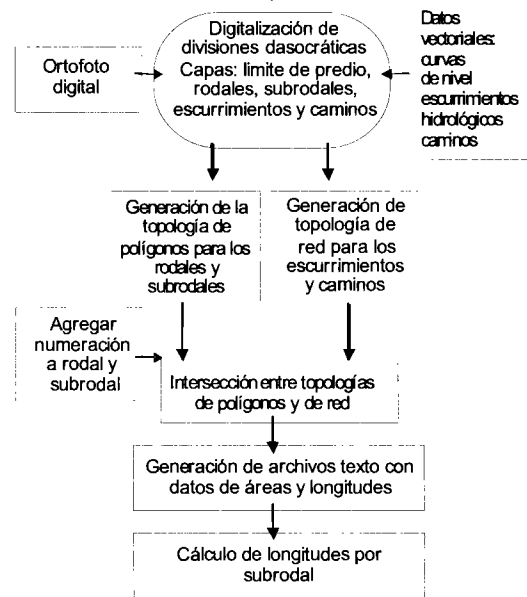 Digitalización de
divisiones dasocráticas
Capas: limite de predio,
rodales, subrodales,
escurrimientos y caminos
Ortofoto
digital
Datos
vectoriales:
curvas
de nivel
escurrimientos
hidrológicos
caminos
Generación de la
topología de
polígonos para los
rodales y
subrodales
Generación de
topología de
red para los
escurrimientos
y caminos
Agregar
numeración
a rodal y
subrodal
Intersección entre topologías
de polígonos y de red
Generación de archivos texto con
datos de áreas y longitudes
Cálculo de longitudes por
subrodal